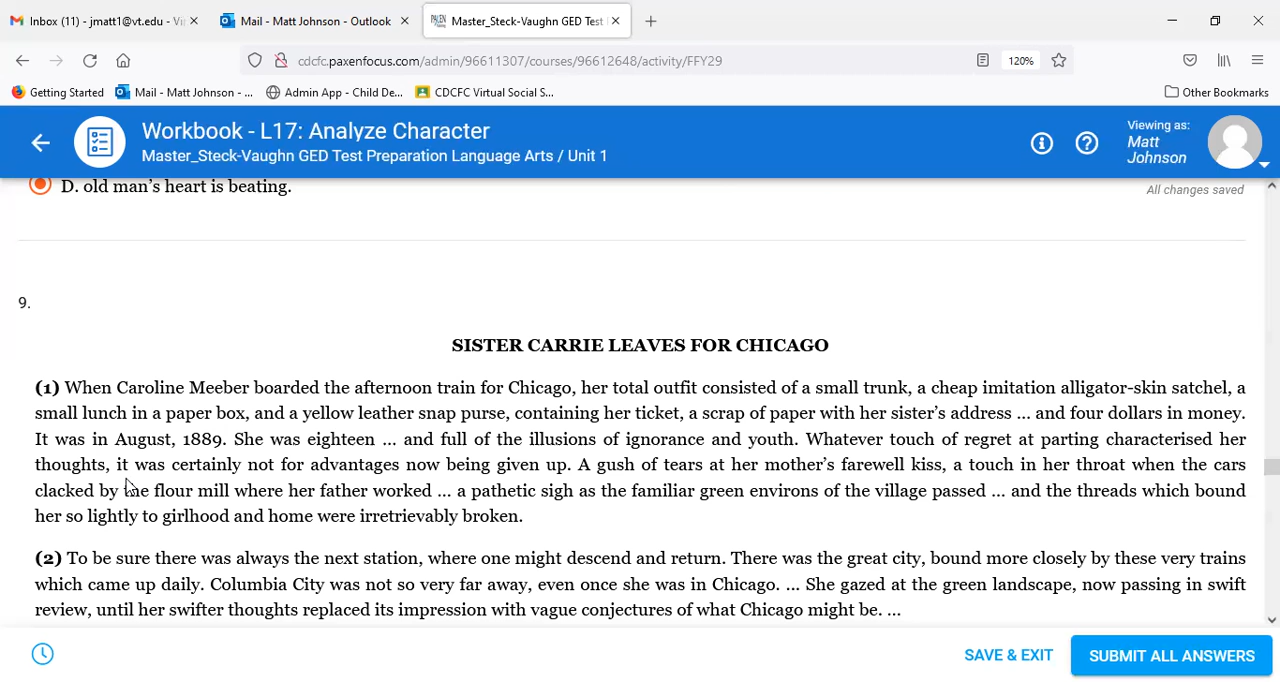 Inbox (11) - jmatt1@vt.edu - Vi
Mail - Matt Johnson - Outlook
Master_Steck-Vaughn GED Test
cdcfc.paxenfocus.com/admin/96611307/courses/96612648/activity/FFY29
120%
Getting Started
Mail - Matt Johnson - ...
Admin App - Child De...
CDCFC Virtual Social S...
Other Bookmarks
Workbook - L17: Analyze Character
Master_Steck-Vaughn GED Test Preparation Language Arts / Unit 1
Viewing as:
Matt
Johnson
D. old man's heart is beating.
All changes saved
9.
SISTER CARRIE LEAVES FOR CHICAGO
(1) When Caroline Meeber boarded the afternoon train for Chicago, her total outfit consisted of a small trunk, a cheap imitation alligator-skin satchel, a
small lunch in a paper box, and a yellow leather snap purse, containing her ticket, a scrap of paper with her sister's address ... and four dollars in money.
It was in August, 1889. She was eighteen ... and full of the illusions of ignorance and youth. Whatever touch of regret at parting characterised her
thoughts, it was certainly not for advantages now being given up. A gush of tears at her mother's farewell kiss, a touch in her throat when the cars
clacked by the flour mill where her father worked ... a pathetic sigh as the familiar green environs of the village passed ... and the threads which bound
her so lightly to girlhood and home were irretrievably broken.
(2) To be sure there was always the next station, where one might descend and return. There was the great city, bound more closely by these very trains
which came up daily. Columbia City was not so very far away, even once she was in Chicago. ... She gazed at the green landscape, now passing in swift
review, until her swifter thoughts replaced its impression with vague conjectures of what Chicago might be. ...
SAVE & EXIT
SUBMIT ALL ANSWERS